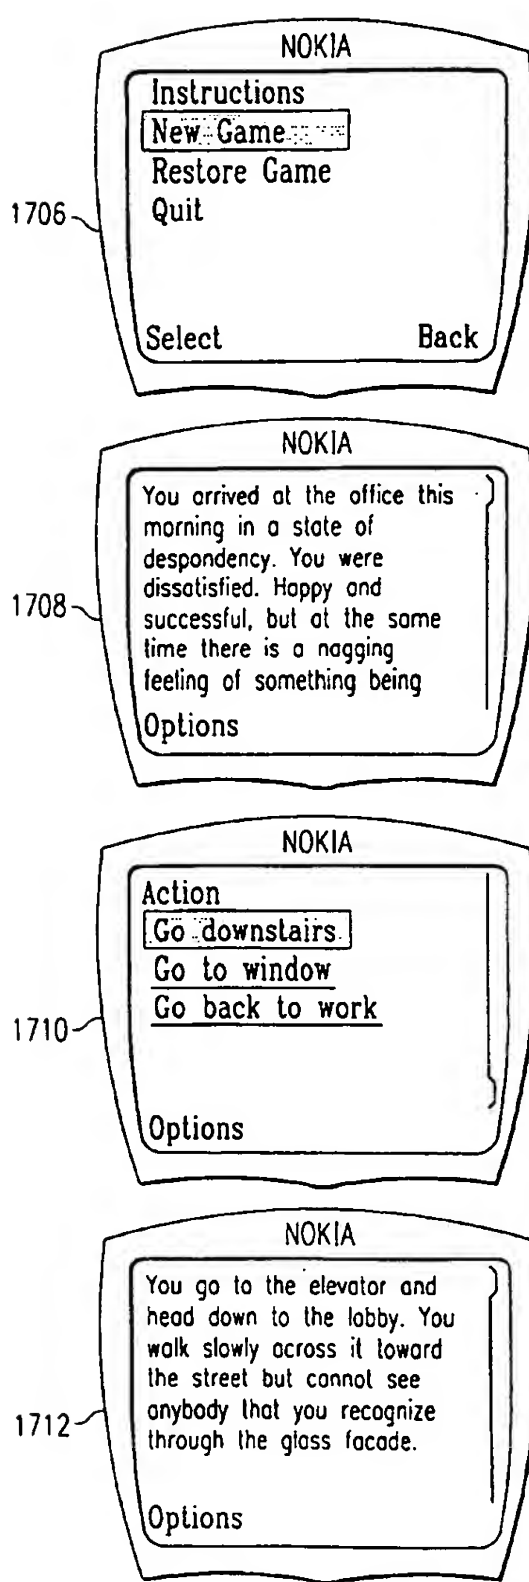 NOKIA
Instructions
New Game
Restore Game
Quit
1706
Select Back
NOKIA
You arrived at the office this
morning in a state of
despondency. You were
dissatisfied. Happy and
successful, but at the same
time there is a nagging
feeling of something being
1708
Options
NOKIA
Action
Go downstairs
Go to window
Go back to work
1710
Options
NOKIA
You go to the elevator and
head down to the lobby. You
walk slowly across it toward
the street but cannot see
anybody that you recognize
through the glass facade.
1712
Options